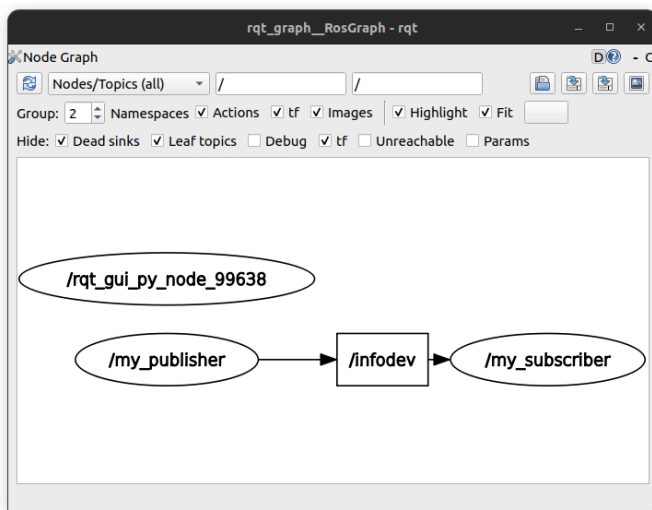 rqt_graph__RosGraph - rqt
Node Graph D - O
Nodes/Topics (all) / /
Group: 2 Namespaces Actions tf Images Highlight Fit
Hide: Dead sinks Leaf topics Debug tf Unreachable Params
/rqt_gui_py_node_99638
/my_publisher /infodev /my_subscriber